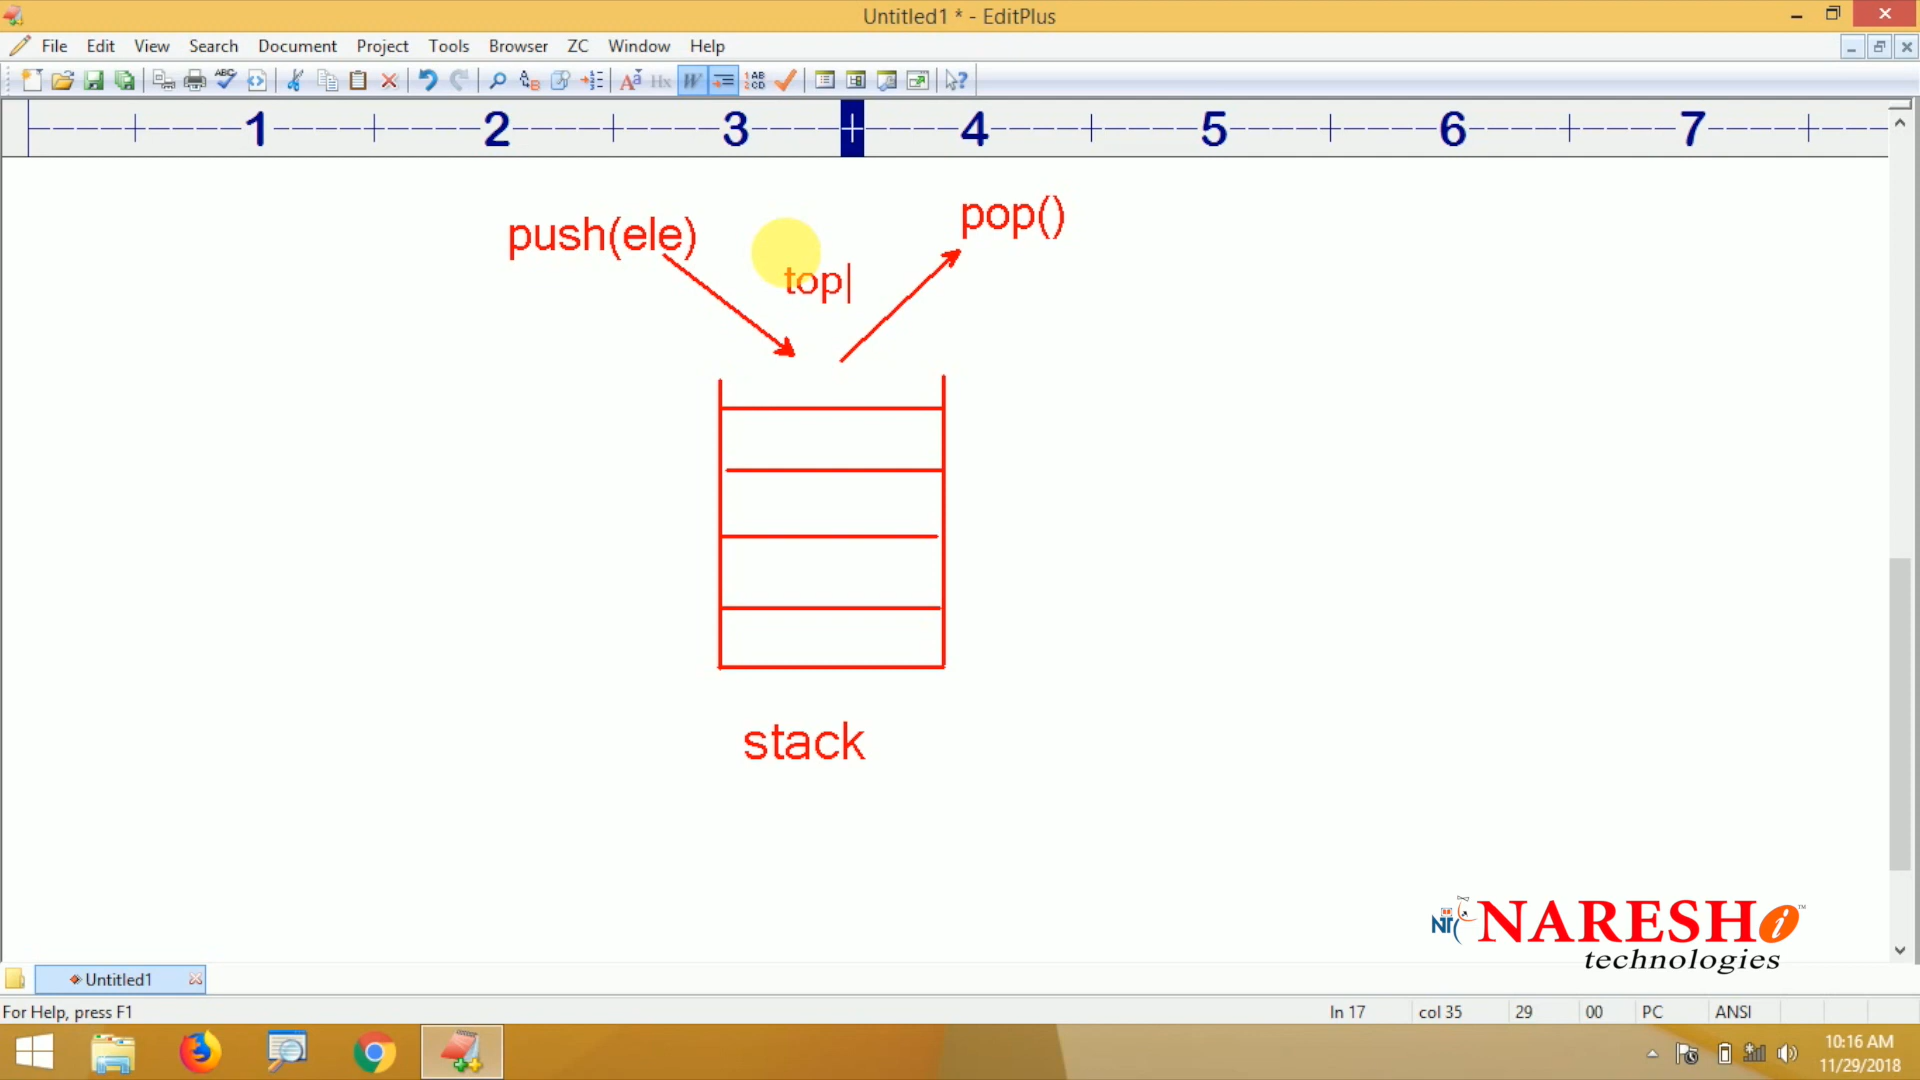 Untitled1 * - EditPlus
File Edit View Search Document Project Tools Browser ZC Window Help
1 2 3 4 5 6 7
pop()
push(ele)
top
stack
NARESH i
technologies
Untitled1
For Help, press F1
ln 17 col 35 29 00 PC ANSI
10:16 AM
11/29/2018